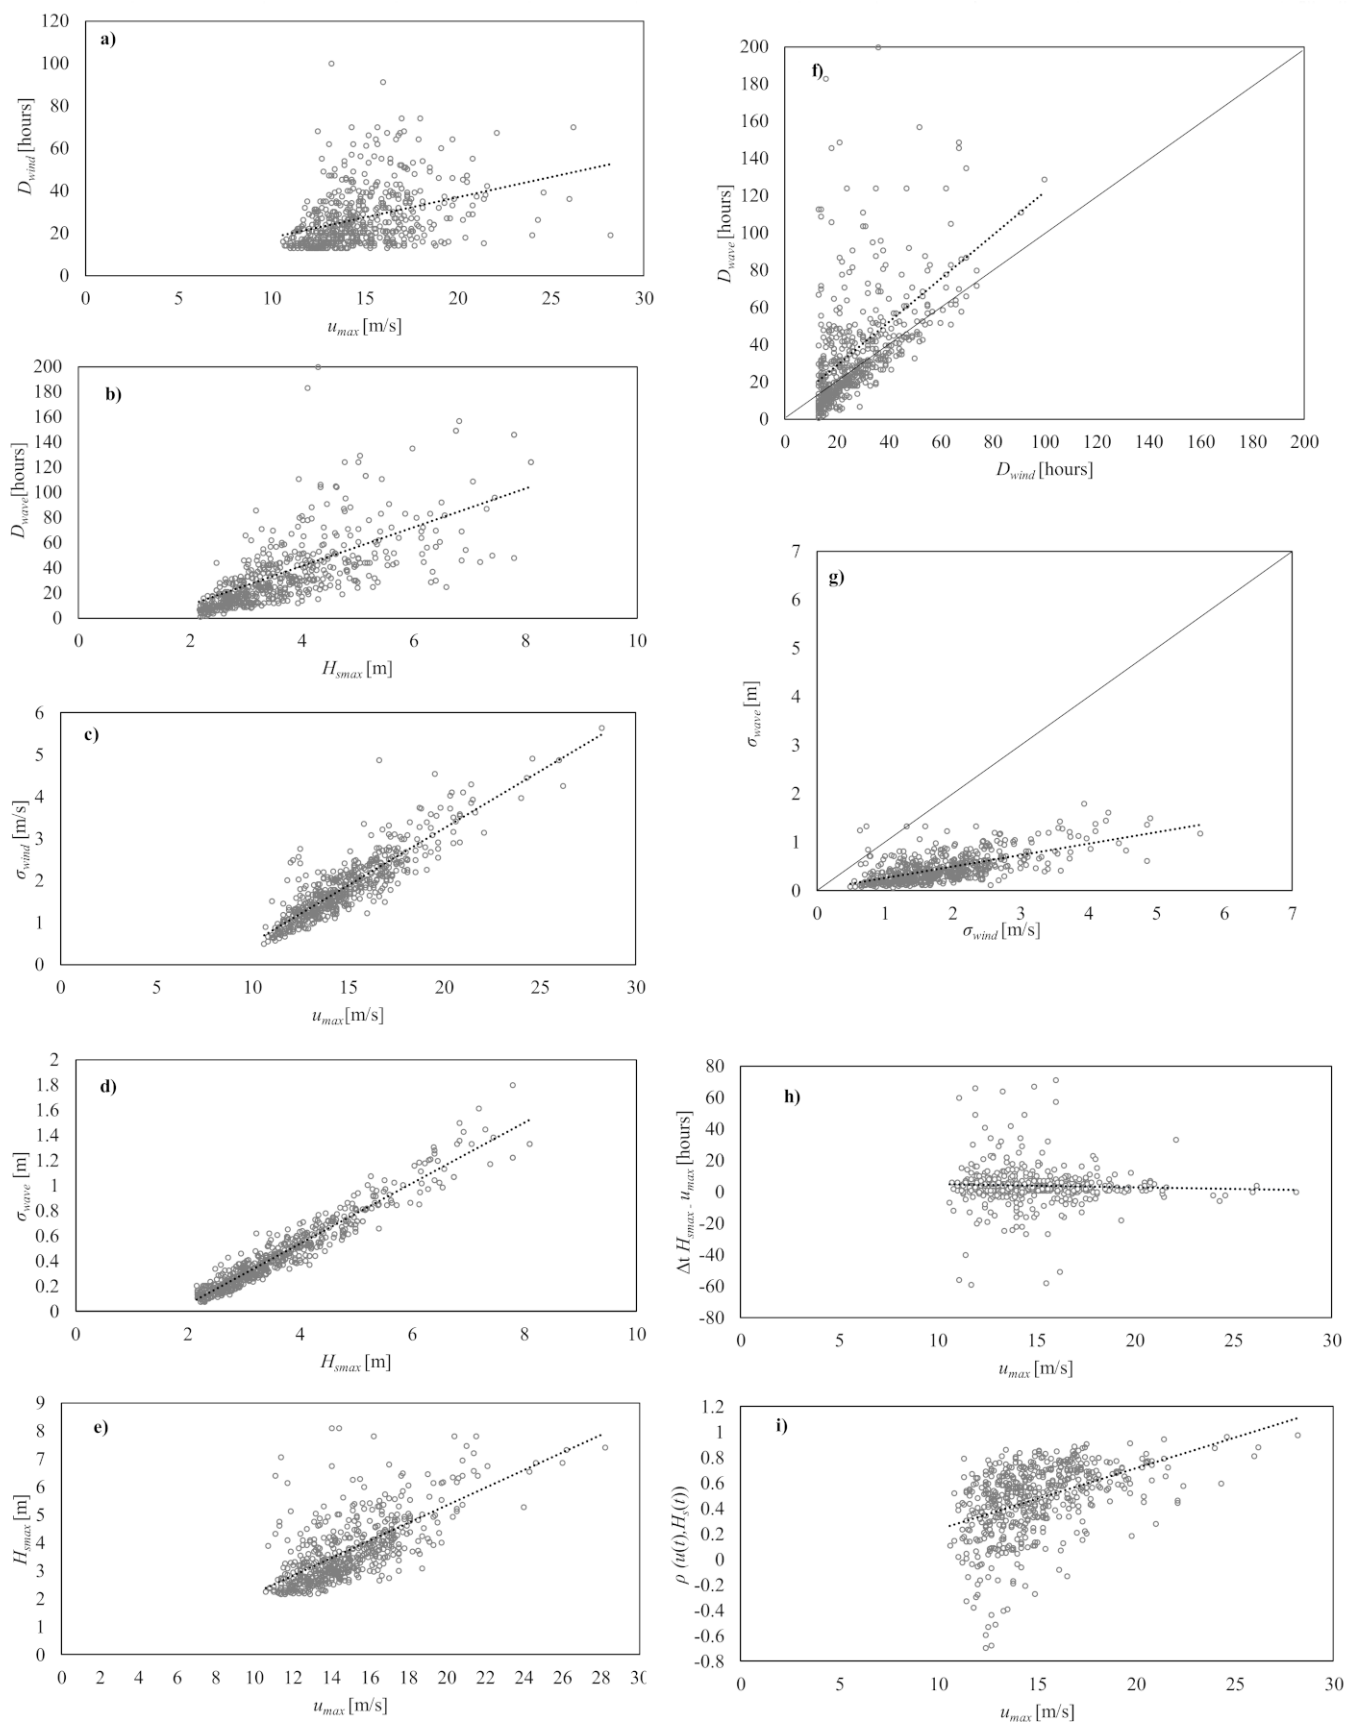 a)
120
100
80
60
40
20
0
D_wind [hours]
0 5 10 15 20 25 30
u_max [m/s]
b)
200
180
160
140
120
100
80
60
40
20
0
D_wave [hours]
0 2 4 6 8 10
H_smax [m]
c)
6
5
4
3
2
1
0
σ_wind [m/s]
0 5 10 15 20 25 30
u_max [m/s]
d)
2
1.8
1.6
1.4
1.2
1
0.8
0.6
0.4
0.2
0
σ_wave [m]
0 2 4 6 8 10
H_smax [m]
e)
9
8
7
6
5
4
3
2
1
0
H_smax [m]
0 2 4 6 8 10 12 14 16 18 20 22 24 26 28 30
u_max [m/s]
f)
200
180
160
140
120
100
80
60
40
20
0
D_wave [hours]
0 20 40 60 80 100 120 140 160 180 200
D_wind [hours]
g)
7
6
5
4
3
2
1
0
σ_wave [m]
0 1 2 3 4 5 6 7
σ_wind [m/s]
h)
80
60
40
20
0
-20
-40
-60
-80
Δt H_smax - u_max [hours]
0 5 10 15 20 25 30
u_max [m/s]
i)
1.2
1
0.8
0.6
0.4
0.2
0
-0.2
-0.4
-0.6
-0.8
ρ (u(t),H_s(t))
0 5 10 15 20 25 30
u_max [m/s]